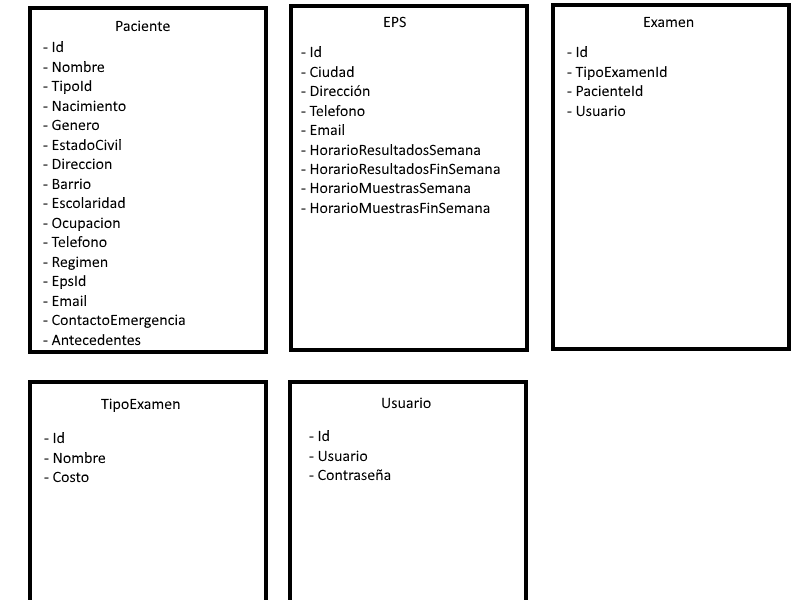 Paciente
- Id
- Nombre
- TipoId
- Nacimiento
- Genero
- EstadoCivil
- Direccion
- Barrio
- Escolaridad
- Ocupacion
- Telefono
- Regimen
- EpsId
- Email
- ContactoEmergencia
- Antecedentes
EPS
- Id
- Ciudad
- Dirección
- Telefono
- Email
- HorarioResultadosSemana
- HorarioResultadosFinSemana
- HorarioMuestrasSemana
- HorarioMuestrasFinSemana
Examen
- Id
- TipoExamenId
- PacienteId
- Usuario
TipoExamen
- Id
- Nombre
- Costo
Usuario
- Id
- Usuario
- Contraseña